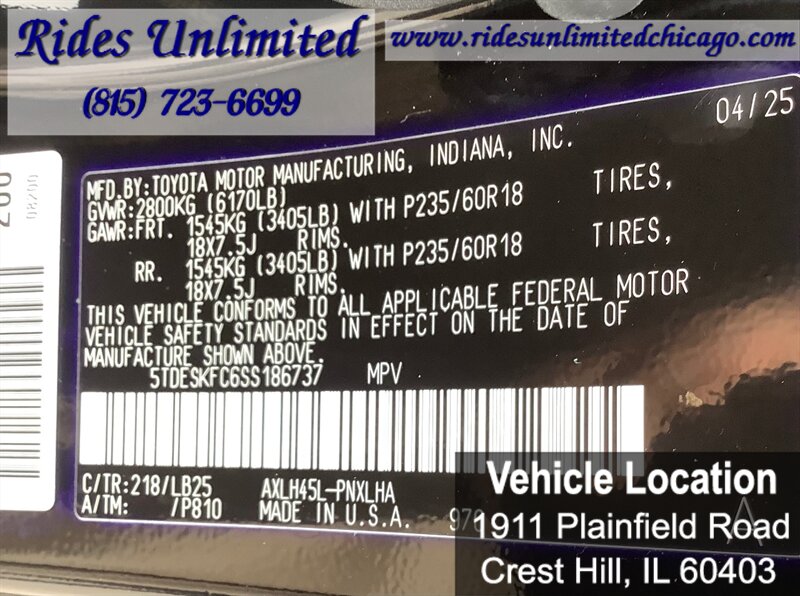 Rides Unlimited
(815) 723-6699
www.ridesunlimitedchicago.com
04/25
MFD.BY:TOYOTA MOTOR MANUFACTURING, INDIANA, INC.
GVWR:2800KG (6170LB)
GAWR:FRT. 1545KG (3405LB) WITH P235/60R18 TIRES,
18X7.5J RIMS.
RR. 1545KG (3405LB) WITH P235/60R18 TIRES,
18X7.5J RIMS.
THIS VEHICLE CONFORMS TO ALL APPLICABLE FEDERAL MOTOR
VEHICLE SAFETY STANDARDS IN EFFECT ON THE DATE OF
MANUFACTURE SHOWN ABOVE.
5TDESKFC6SS186737 MPV
C/TR:218/LB25 AXLH45L-PNXLHA
A/TM: /P810 MADE IN U.S.A.
Vehicle Location
1911 Plainfield Road
Crest Hill, IL 60403